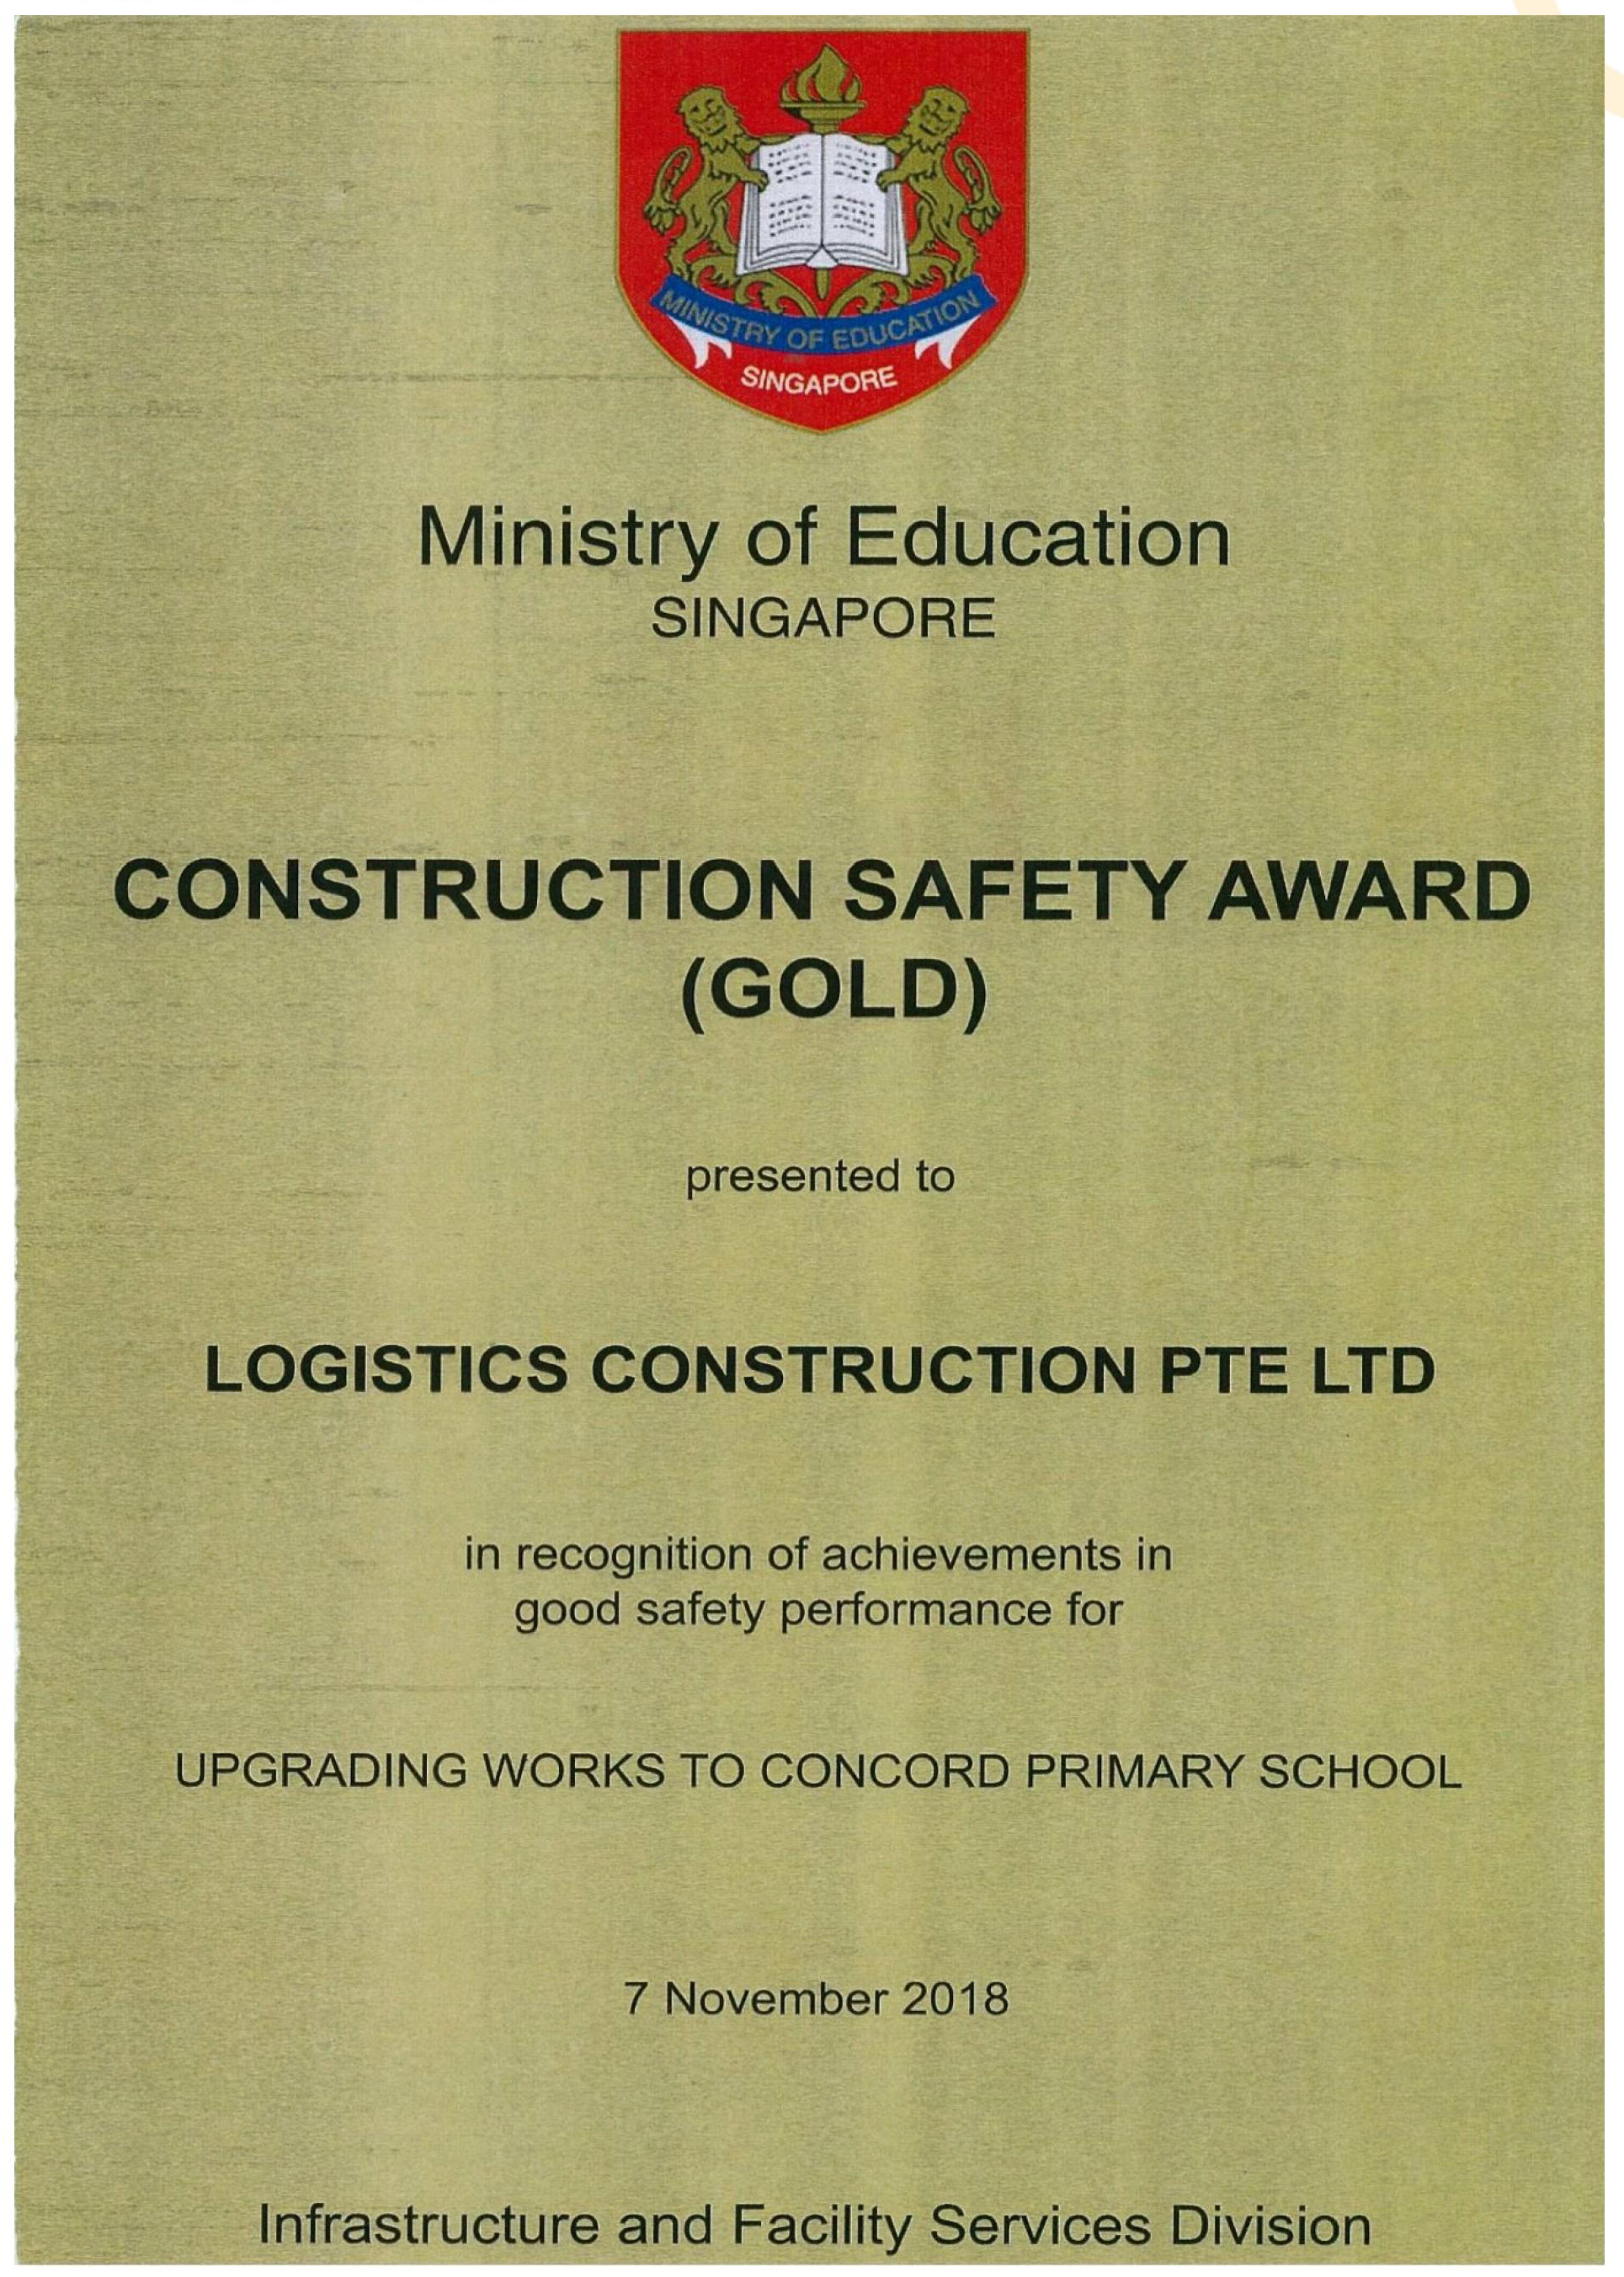 MINISTRY OF EDUCATION
SINGAPORE
Ministry of Education
SINGAPORE
CONSTRUCTION SAFETY AWARD
(GOLD)
presented to
LOGISTICS CONSTRUCTION PTE LTD
in recognition of achievements in
good safety performance for
UPGRADING WORKS TO CONCORD PRIMARY SCHOOL
7 November 2018
Infrastructure and Facility Services Division